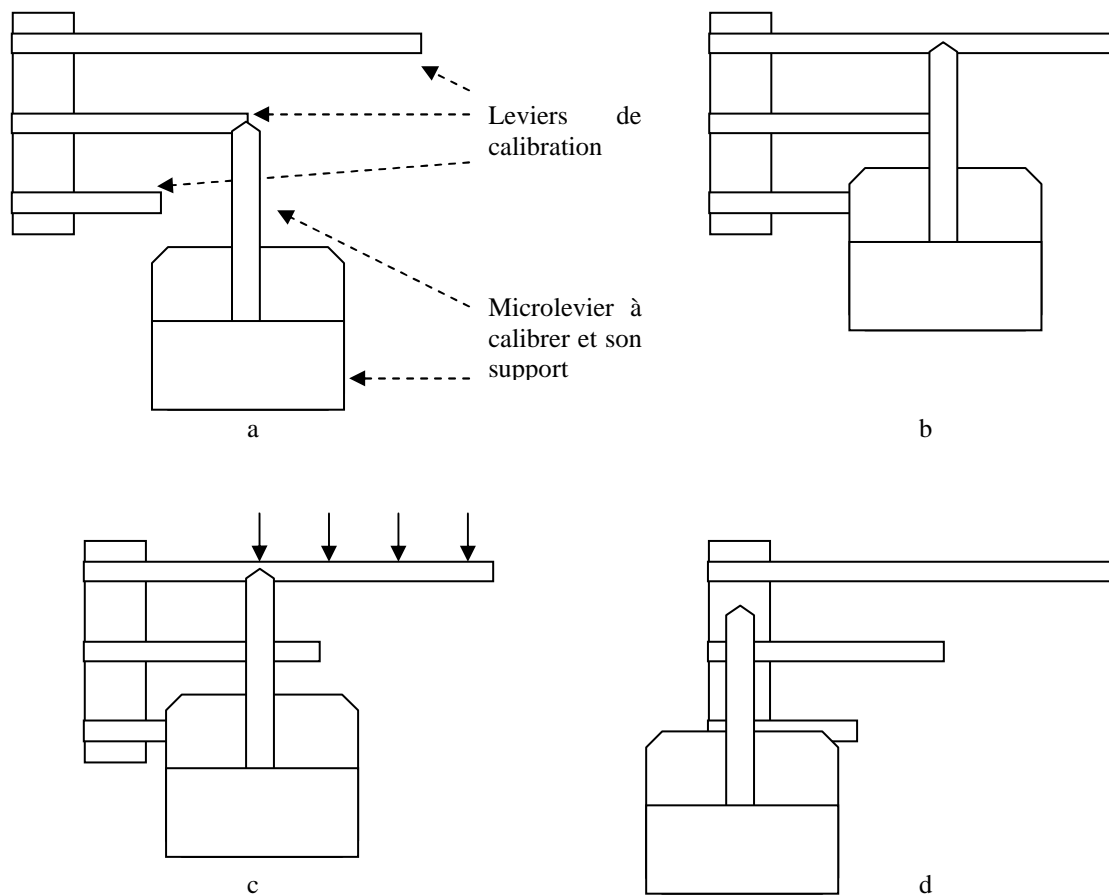 Leviers de
calibration
Microlevier à
calibrer et son
support
a
b
c
d